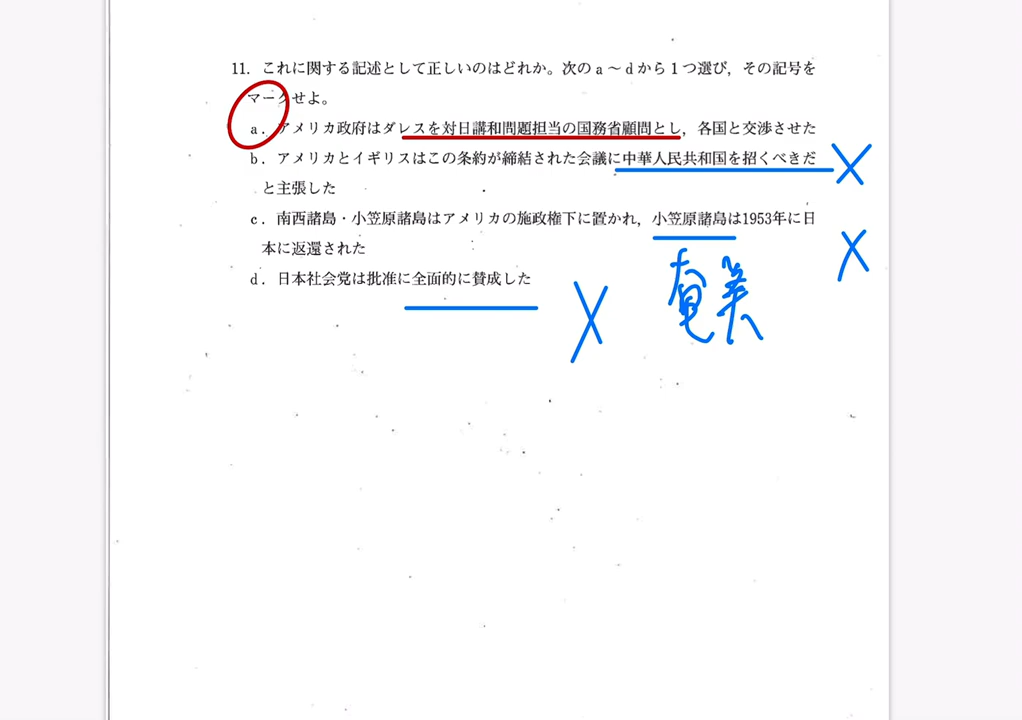 11. これに関する記述として正しいのはどれか。次のa～dから1つ選び，その記号を
マークせよ。
a．アメリカ政府はダレスを対日講和問題担当の国務省顧問とし，各国と交渉させた
b．アメリカとイギリスはこの条約が締結された会議に中華人民共和国を招くべきだ
と主張した
c．南西諸島・小笠原諸島はアメリカの施政権下に置かれ，小笠原諸島は1953年に日
本に返還された
奄美
d．日本社会党は批准に全面的に賛成した